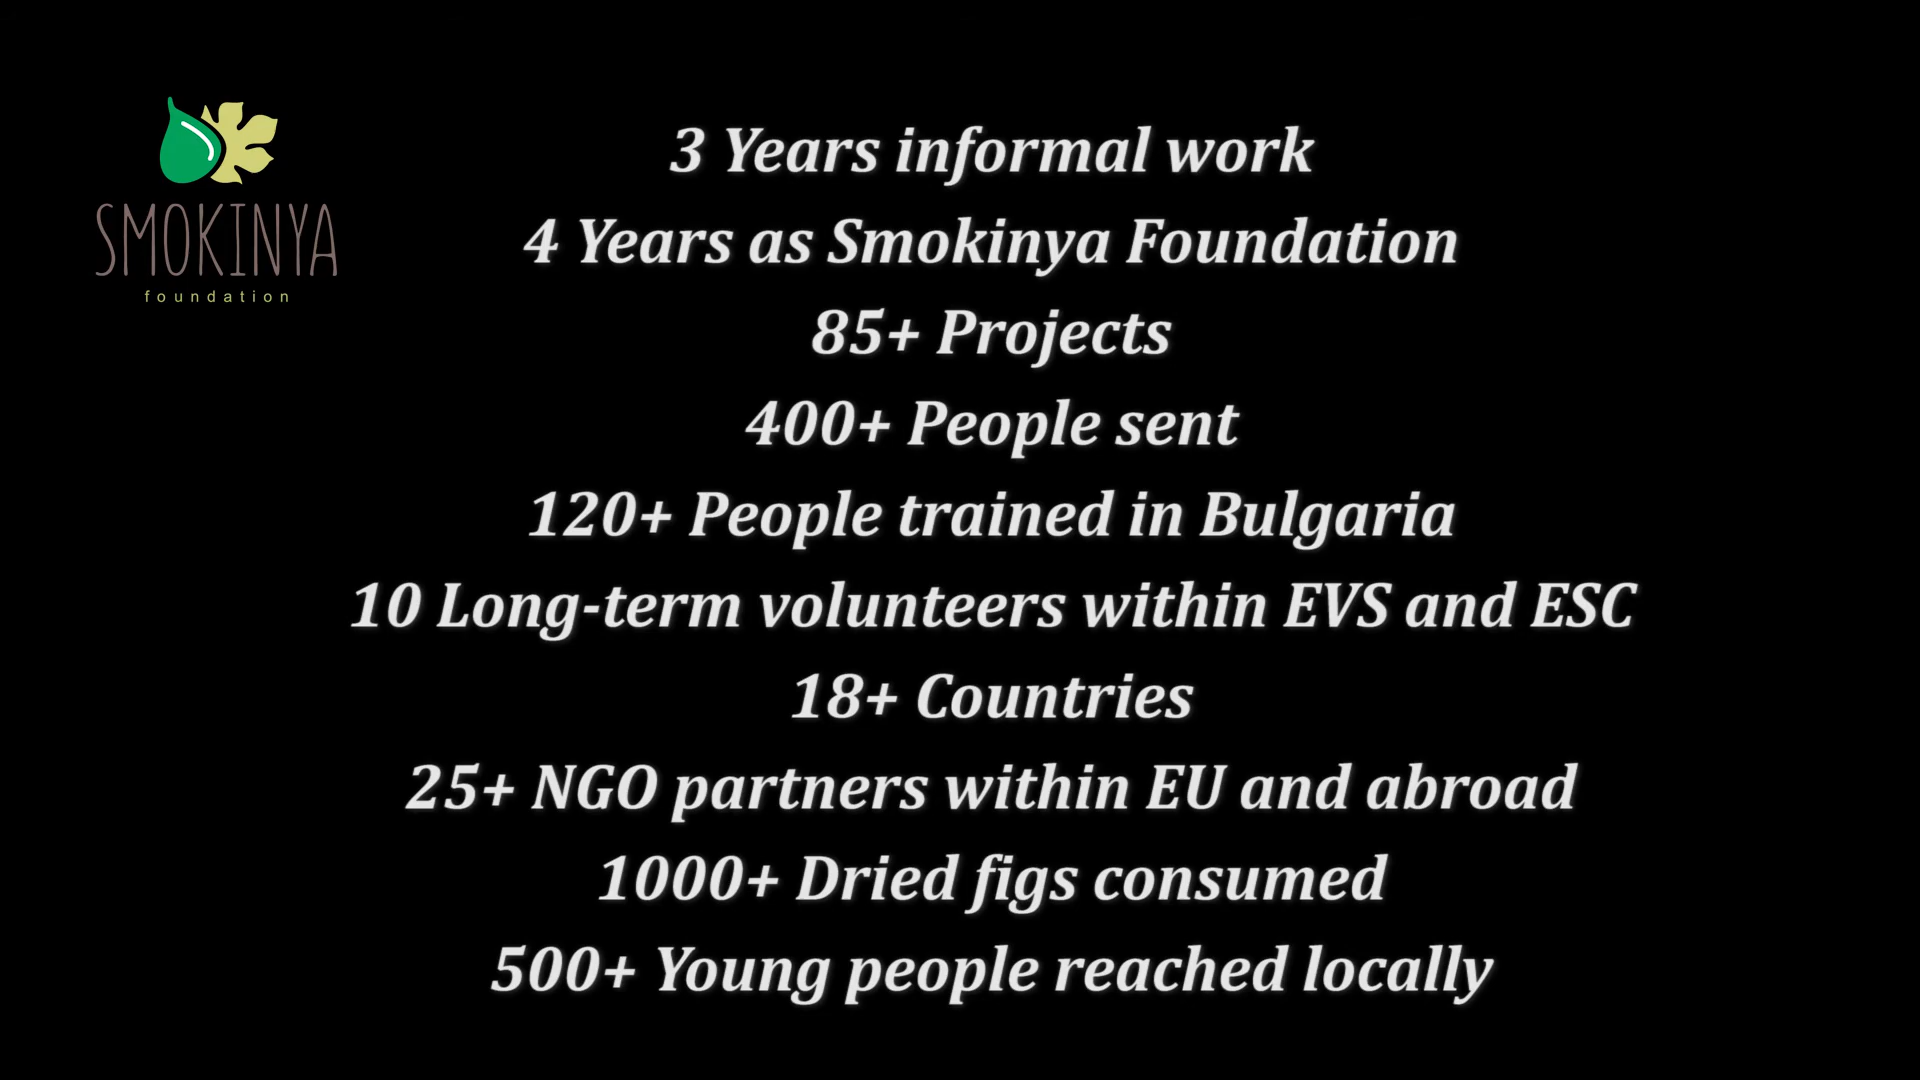 SMOKINYA
foundation
3 Years informal work
4 Years as Smokinya Foundation
85+ Projects
400+ People sent
120+ People trained in Bulgaria
10 Long-term volunteers within EVS and ESC
18+ Countries
25+ NGO partners within EU and abroad
1000+ Dried figs consumed
500+ Young people reached locally